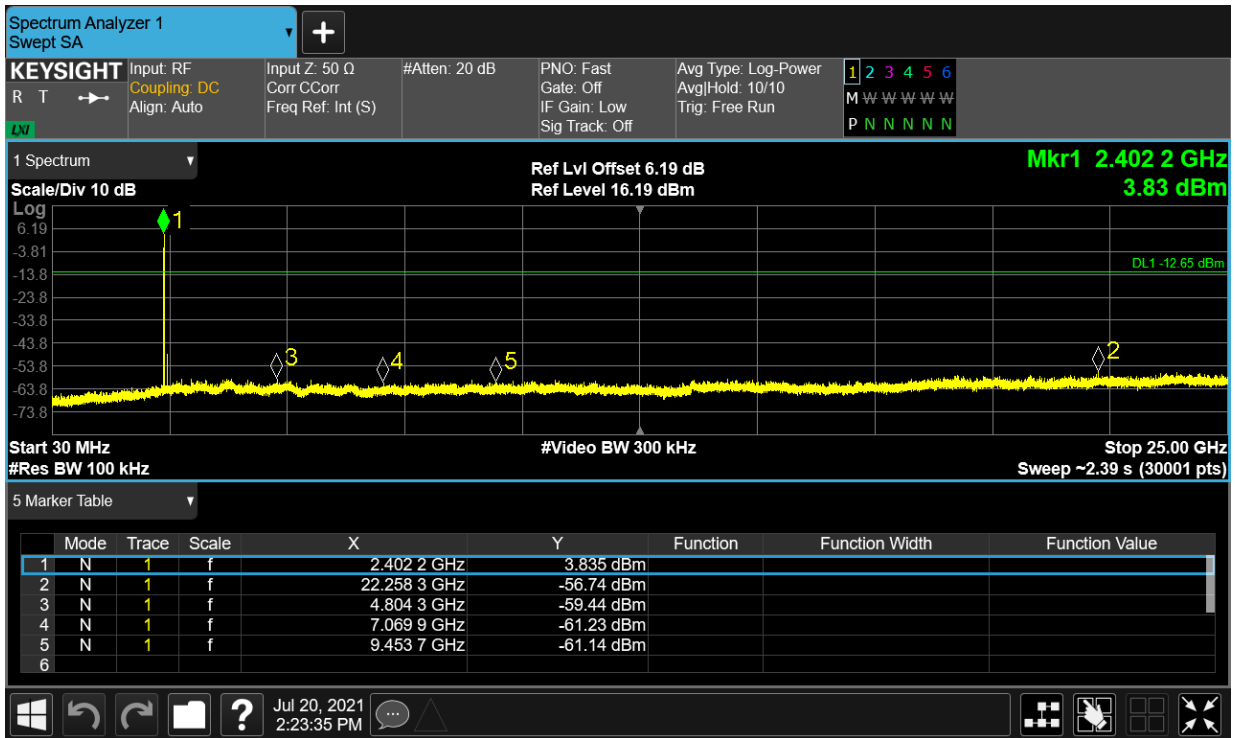 Spectrum Analyzer 1
Swept SA
▼
+
KEYSIGHT
R T
LXI
Input: RF
Coupling: DC
Align: Auto
Input Z: 50 Ω
Corr CCorr
Freq Ref: Int (S)
#Atten: 20 dB
PNO: Fast
Gate: Off
IF Gain: Low
Sig Track: Off
Avg Type: Log-Power
Avg|Hold: 10/10
Trig: Free Run
1 2 3 4 5 6
M W W W W W
P N N N N N
1 Spectrum ▼
Scale/Div 10 dB
Ref Lvl Offset 6.19 dB
Ref Level 16.19 dBm
Mkr1 2.402 2 GHz
3.83 dBm
Log
6.19
-3.81
-13.8
-23.8
-33.8
-43.8
-53.8
-63.8
-73.8
1
DL1 -12.65 dBm
3
4
5
2
Start 30 MHz
#Video BW 300 kHz
Stop 25.00 GHz
#Res BW 100 kHz
Sweep ~2.39 s (30001 pts)
5 Marker Table ▼
Mode Trace Scale X Y Function Function Width Function Value
1 N 1 f 2.402 2 GHz 3.835 dBm
2 N 1 f 22.258 3 GHz -56.74 dBm
3 N 1 f 4.804 3 GHz -59.44 dBm
4 N 1 f 7.069 9 GHz -61.23 dBm
5 N 1 f 9.453 7 GHz -61.14 dBm
6
?
Jul 20, 2021
2:23:35 PM